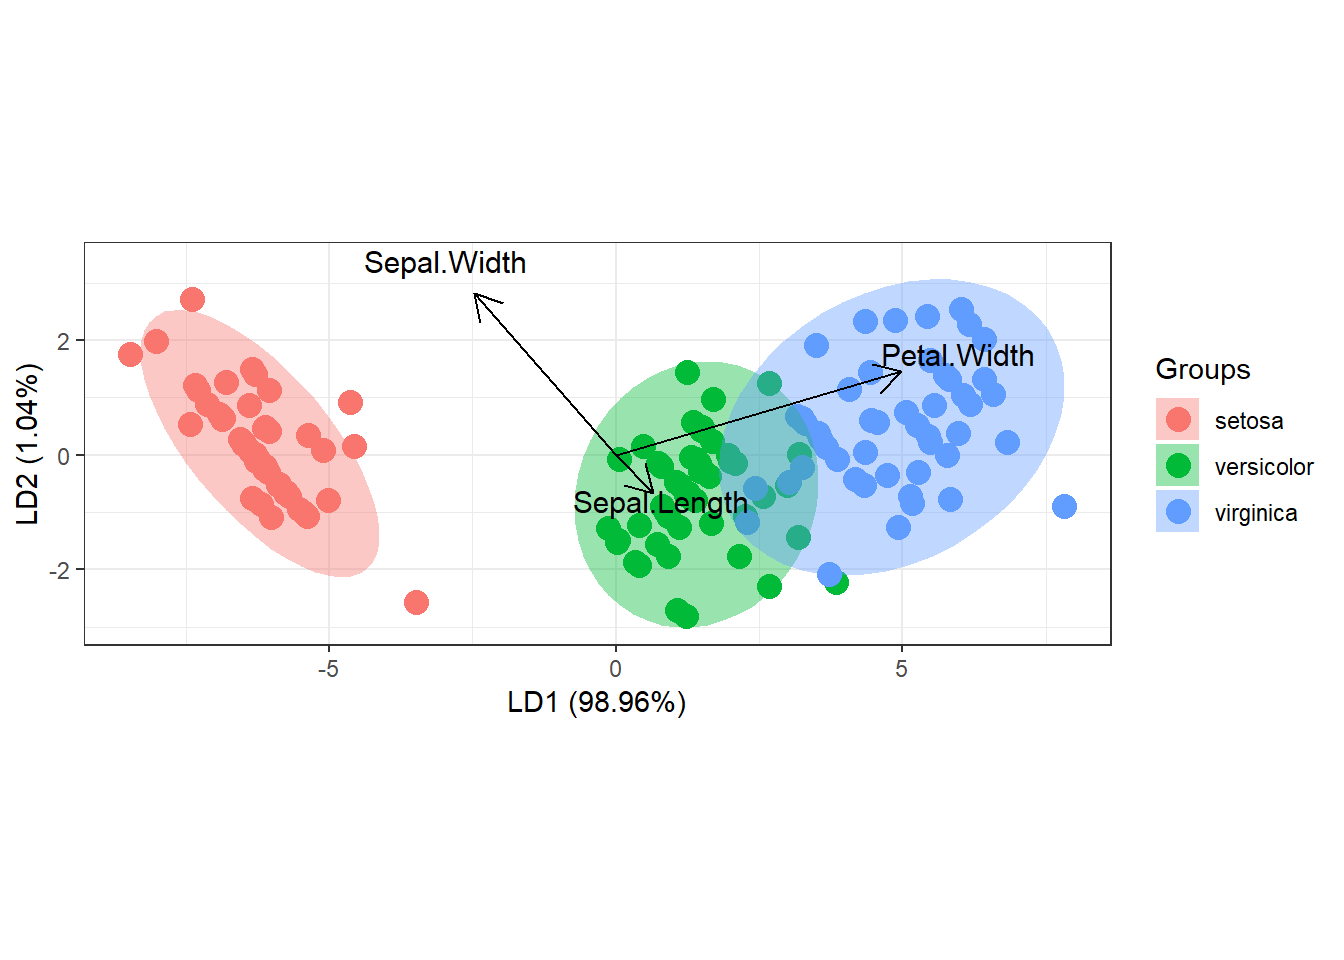 Sepal.Width
Petal.Width
Sepal.Length
2
0
-2
LD2 (1.04%)
-5
0
5
LD1 (98.96%)
Groups
setosa
versicolor
virginica